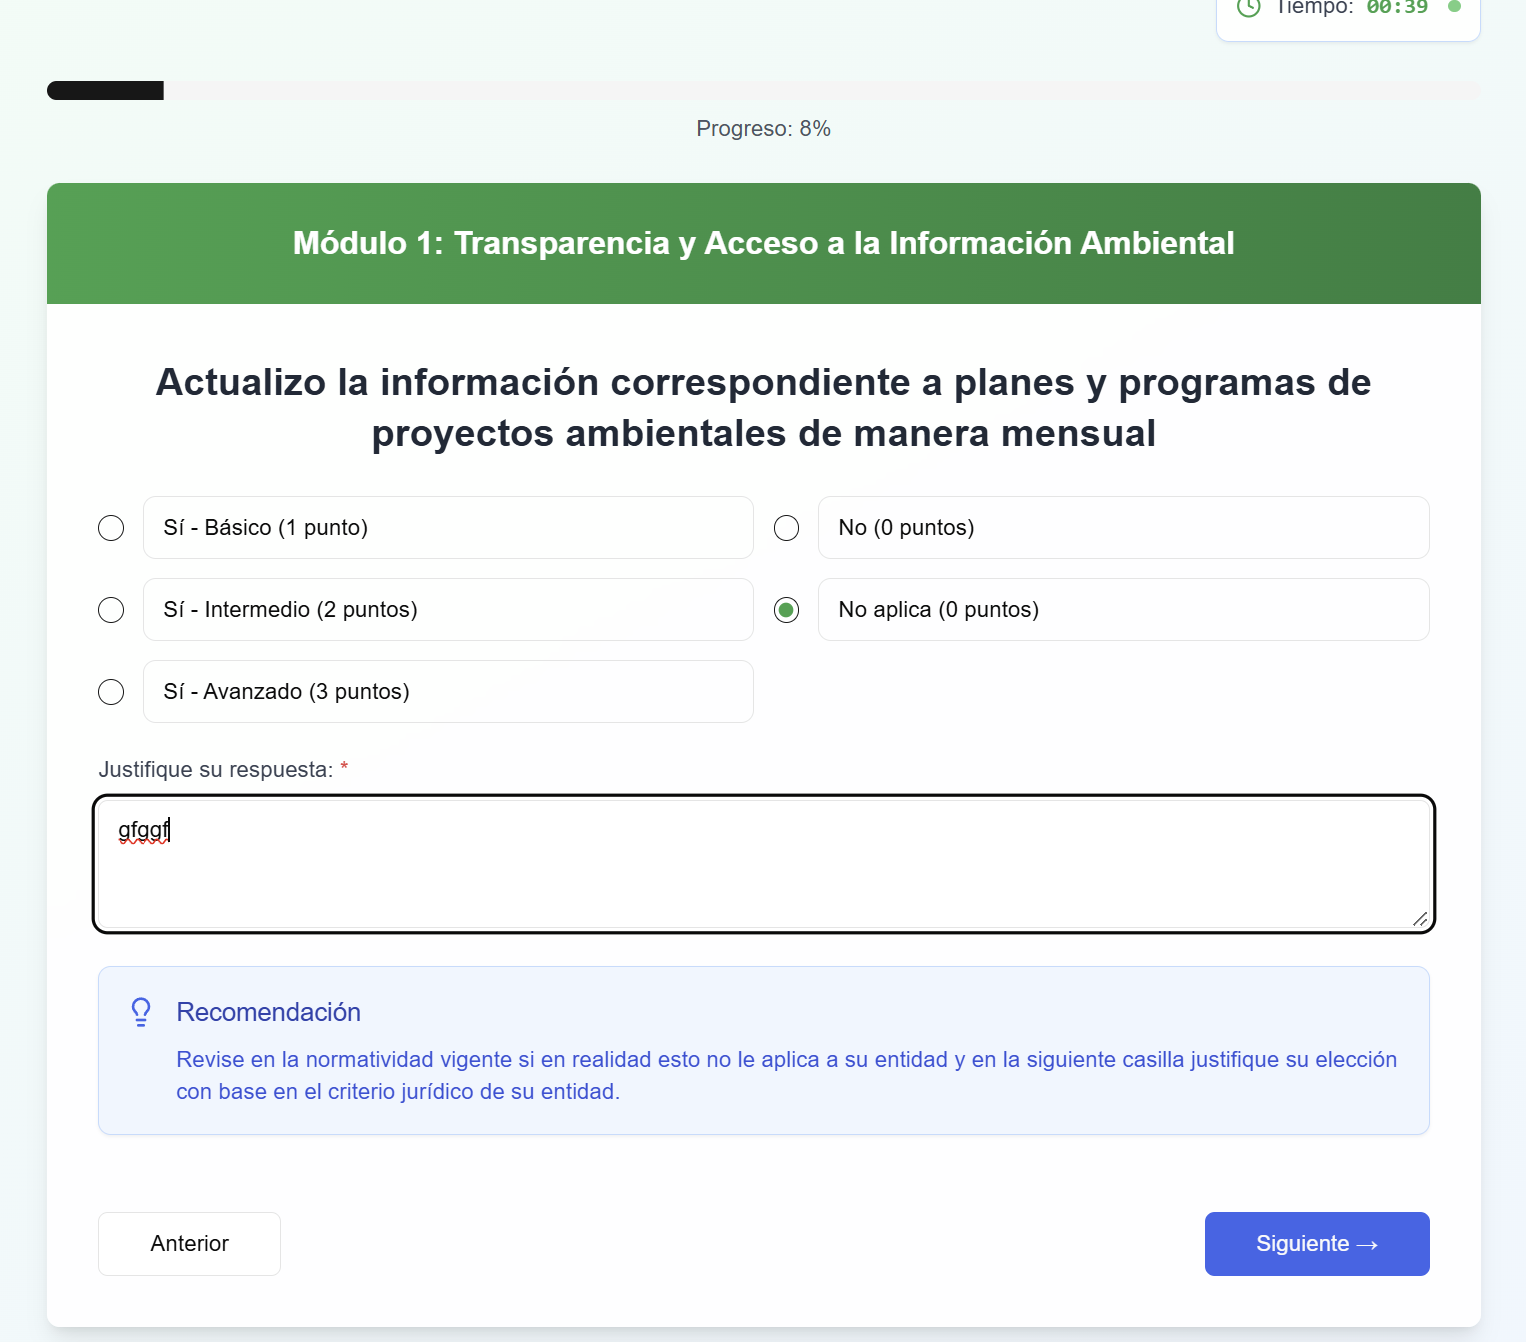 Tiempo: 00:39
Progreso: 8%
Módulo 1: Transparencia y Acceso a la Información Ambiental
Actualizo la información correspondiente a planes y programas de
proyectos ambientales de manera mensual
Sí - Básico (1 punto)
No (0 puntos)
Sí - Intermedio (2 puntos)
No aplica (0 puntos)
Sí - Avanzado (3 puntos)
Justifique su respuesta: *
gfggf
Recomendación
Revise en la normatividad vigente si en realidad esto no le aplica a su entidad y en la siguiente casilla justifique su elección
con base en el criterio jurídico de su entidad.
Anterior
Siguiente →